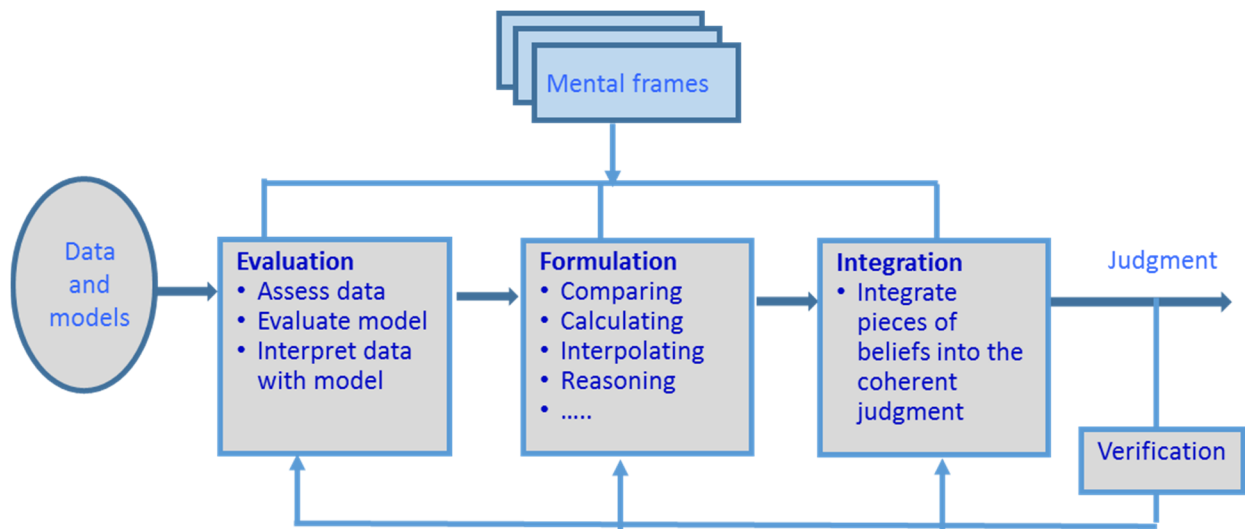 Mental frames
Data
and
models
Evaluation
• Assess data
• Evaluate model
• Interpret data
with model
Formulation
• Comparing
• Calculating
• Interpolating
• Reasoning
• …..
Integration
• Integrate
pieces of
beliefs into the
coherent
judgment
Judgment
Verification